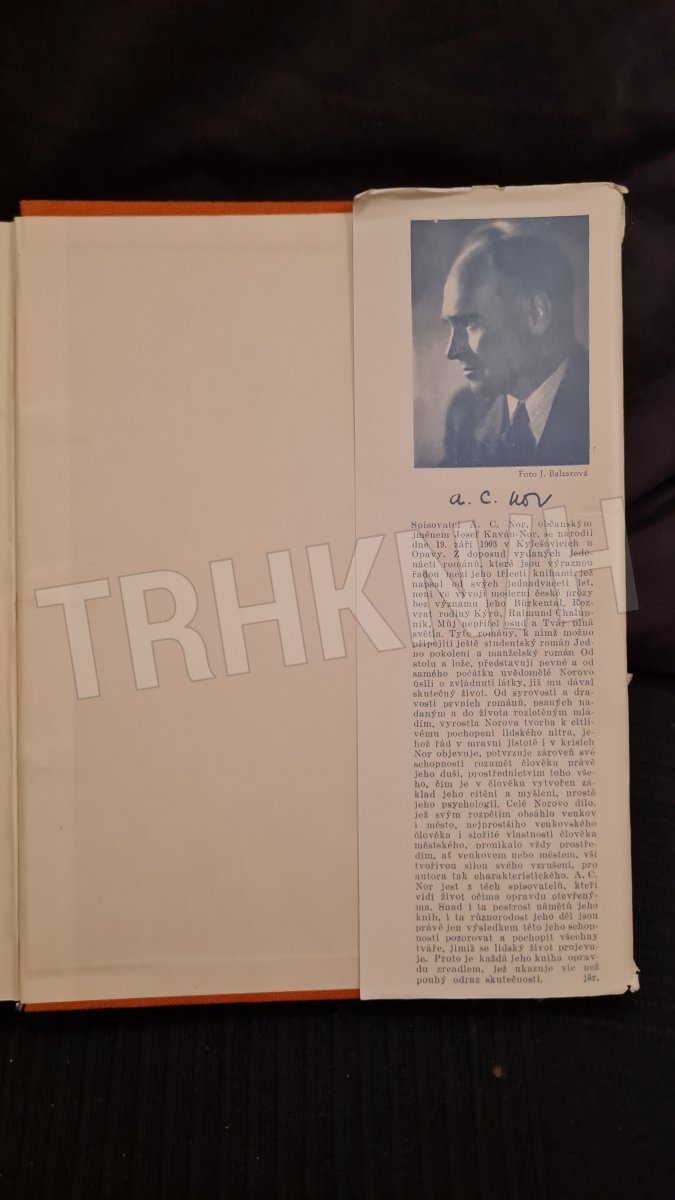 Foto J. Balzarová
a. C. Nor
Spisovatel A. C. Nor, občanským
jménem Josef Kaván-Nor, se narodil
dne 19. září 1903 v Kylešovicích u
Opavy. Z doposud vydaných jede-
nácti románů, které jsou výraznou
řadou mezi jeho třiceti knihami, jež
napsal od svých jednadvaceti let,
není ve vývoji moderní české prózy
bez významu jeho Bürkental, Roz-
vrat rodiny Kýrů, Raimund Chalup-
ník, Můj nepřítel osud a Tvář plná
světla. Tyto romány, k nimž možno
připojiti ještě studentský román Jed-
no pokolení a manželský román Od
stolu a lože, představují pevné a od
samého počátku uvědomělé Norovo
úsilí o zvládnutí látky, již mu dával
skutečný život. Od syrovosti a dra-
vosti prvních románů, psaných na-
daným a do života rozletěným mlá-
dím, vyrostla Norova tvorba k citli-
vému pochopení lidského nitra, je-
hož řád v mravní jistotě i v krisích
Nor objevuje, potvrzuje zároveň své
schopnosti rozumět člověku právě
jeho duší, prostřednictvím toho vše-
ho, čím je v člověku vytvořen zá-
klad jeho cítění a myšlení, prostě
jeho psychologií. Celé Norovo dílo,
jež svým rozpětím obsáhlo venkov
i město, nejprostšího venkovského
člověka i složité vlastnosti člověka
městského, pronikalo vždy prostře-
dím, ať venkovem nebo městem, vší
tvořivou silou svého vzrušení, pro
autora tak charakteristického. A. C.
Nor jest z těch spisovatelů, kteří
vidí život očima opravdu otevřený-
ma. Snad i ta pestrost námětů jeho
knih, i ta různorodost jeho děl jsou
právě jen výsledkem této jeho schop-
nosti pozorovat a pochopit všechny
tváře, jimiž se lidský život projevu-
je. Proto je každá jeho kniha oprav-
du zrcadlem, jež ukazuje víc než
pouhý odraz skutečnosti. jšr.
TRHKNIH